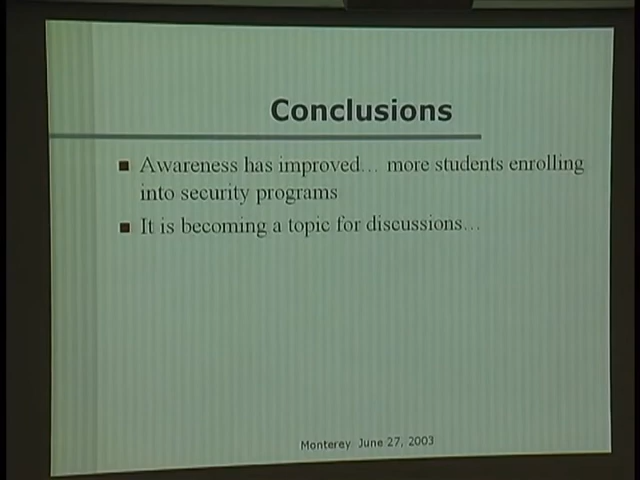 Conclusions
Awareness has improved... more students enrolling
into security programs
It is becoming a topic for discussions...
Monterey June 27, 2003